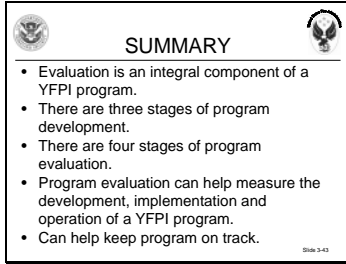 SUMMARY
• Evaluation is an integral component of a
YFPI program.
• There are three stages of program
development.
• There are four stages of program
evaluation.
• Program evaluation can help measure the
development, implementation and
operation of a YFPI program.
• Can help keep program on track.
Slide 3-43